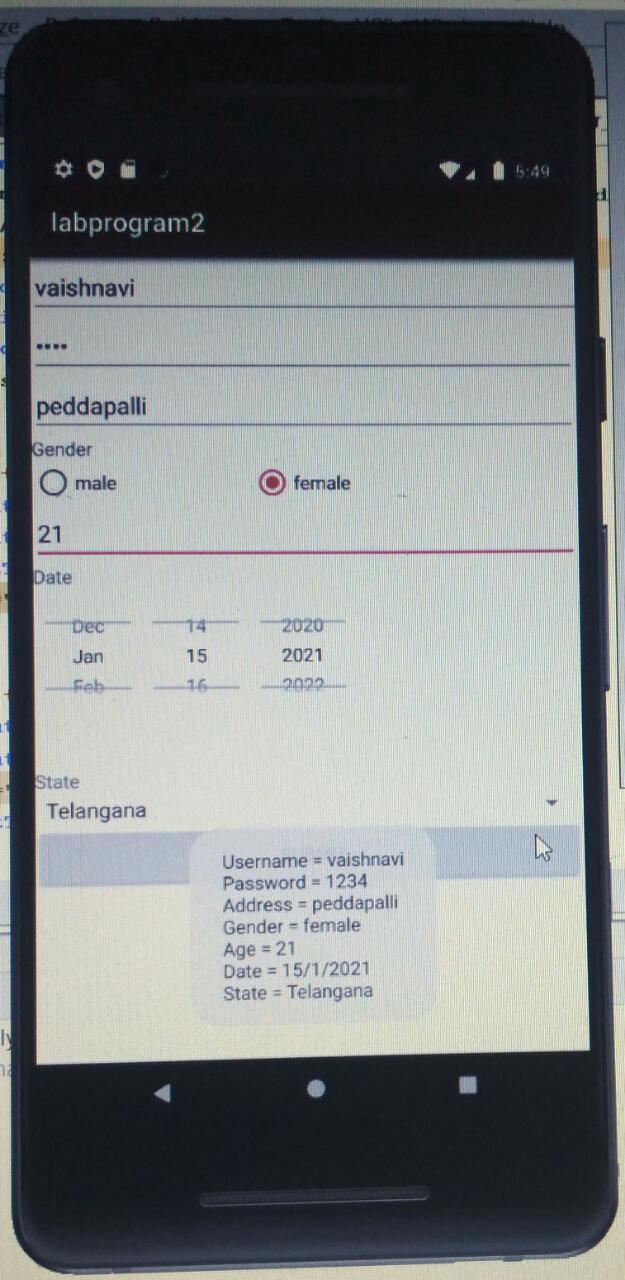 5:49
labprogram2
vaishnavi
••••
peddapalli
Gender
male female
21
Date
Dec 14 2020
Jan 15 2021
Feb 16 2022
State
Telangana
Username = vaishnavi
Password = 1234
Address = peddapalli
Gender = female
Age = 21
Date = 15/1/2021
State = Telangana